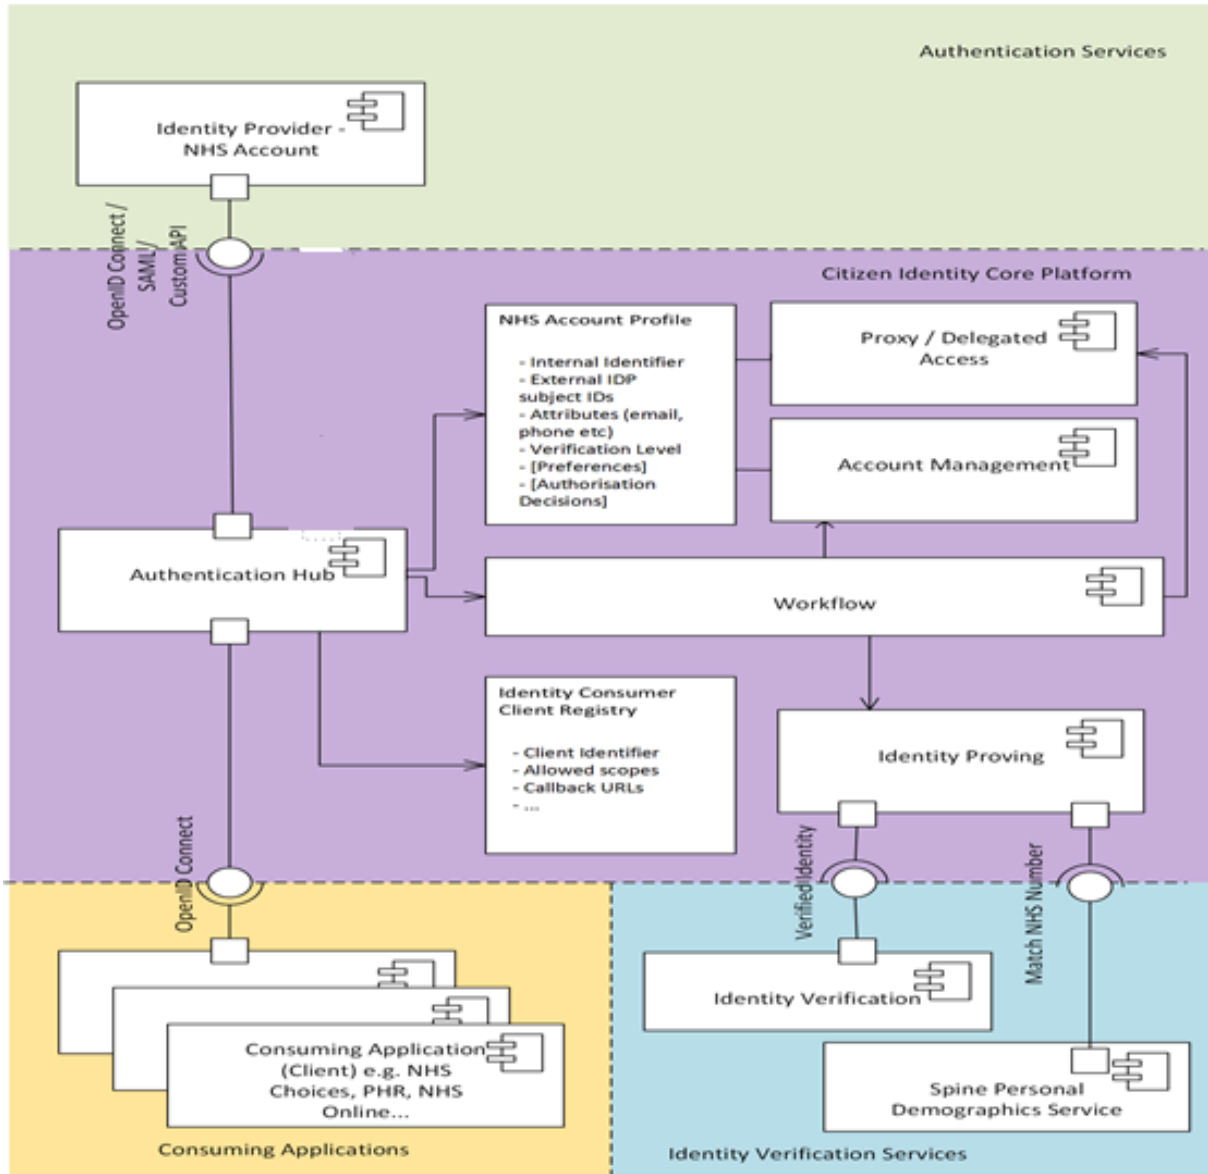 Authentication Services
Identity Provider -
NHS Account
OpenID Connect /
SAML/
CustomAPI
Citizen Identity Core Platform
NHS Account Profile
- Internal Identifier
- External IDP
subject IDs
- Attributes (email,
phone etc)
- Verification Level
- [Preferences]
- [Authorisation
Decisions]
Proxy / Delegated
Access
Account Management
Authentication Hub
Workflow
Identity Consumer
Client Registry
- Client Identifier
- Allowed scopes
- Callback URLs
- ...
Identity Proving
OpenID Connect
Verified Identity
Match NHS Number
Identity Verification
Consuming Application
(Client) e.g. NHS
Choices, PHR, NHS
Online...
Spine Personal
Demographics Service
Consuming Applications
Identity Verification Services